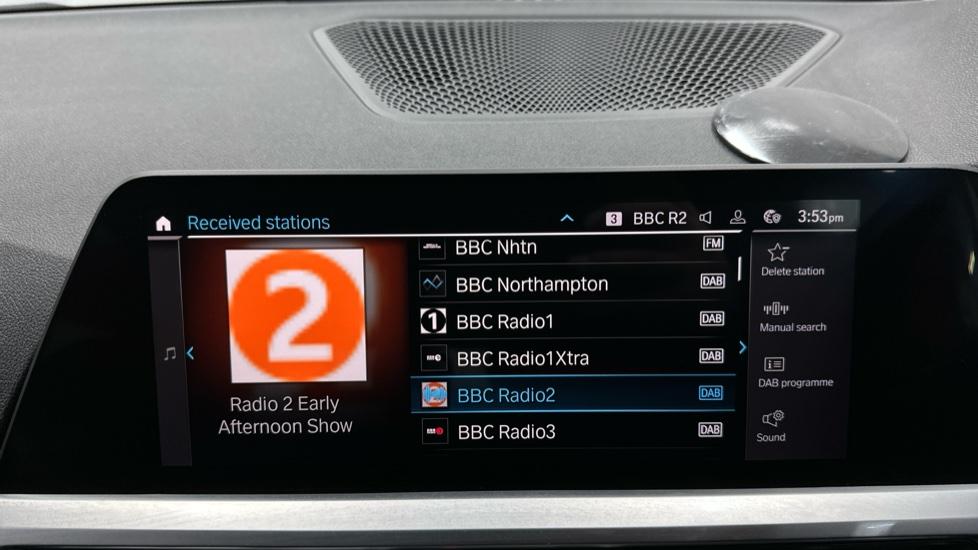 Received stations
3 BBC R2
3:53pm
2
Radio 2 Early
Afternoon Show
BBC Nhtn FM
BBC Northampton DAB
1 BBC Radio1 DAB
BBC Radio1Xtra DAB
BBC Radio2 DAB
BBC Radio3 DAB
Delete station
Manual search
DAB programme
Sound